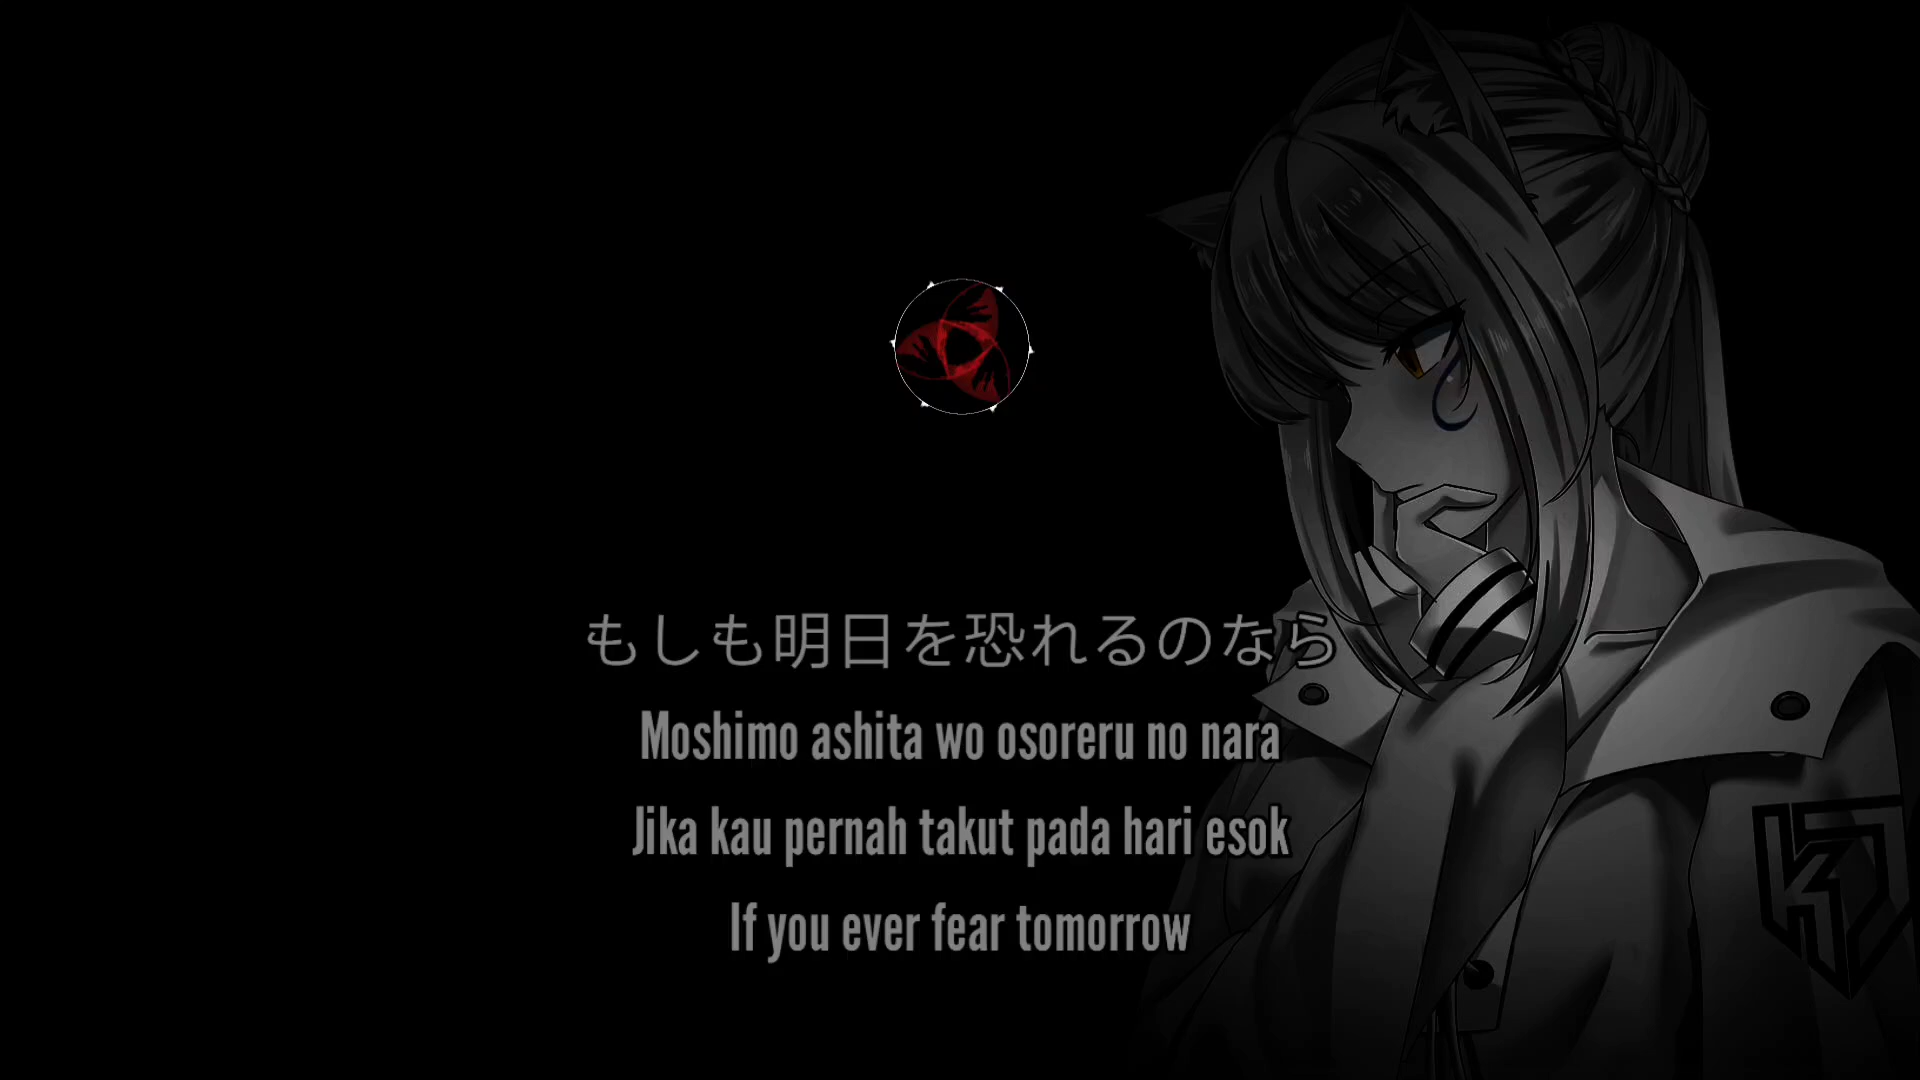 もしも明日を恐れるのなら
Moshimo ashita wo osoreru no nara
Jika kau pernah takut pada hari esok
If you ever fear tomorrow